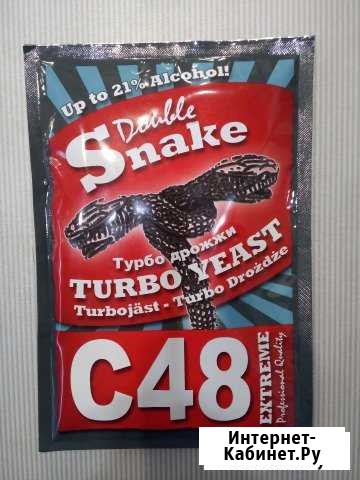 Up to 21% Alcohol!
Double
Snake
Турбо дрожжи
TURBO YEAST
Turbojäst - Turbo Drożdże
C48
EXTREME
Professional Quality
Интернет-
Кабинет.Ру